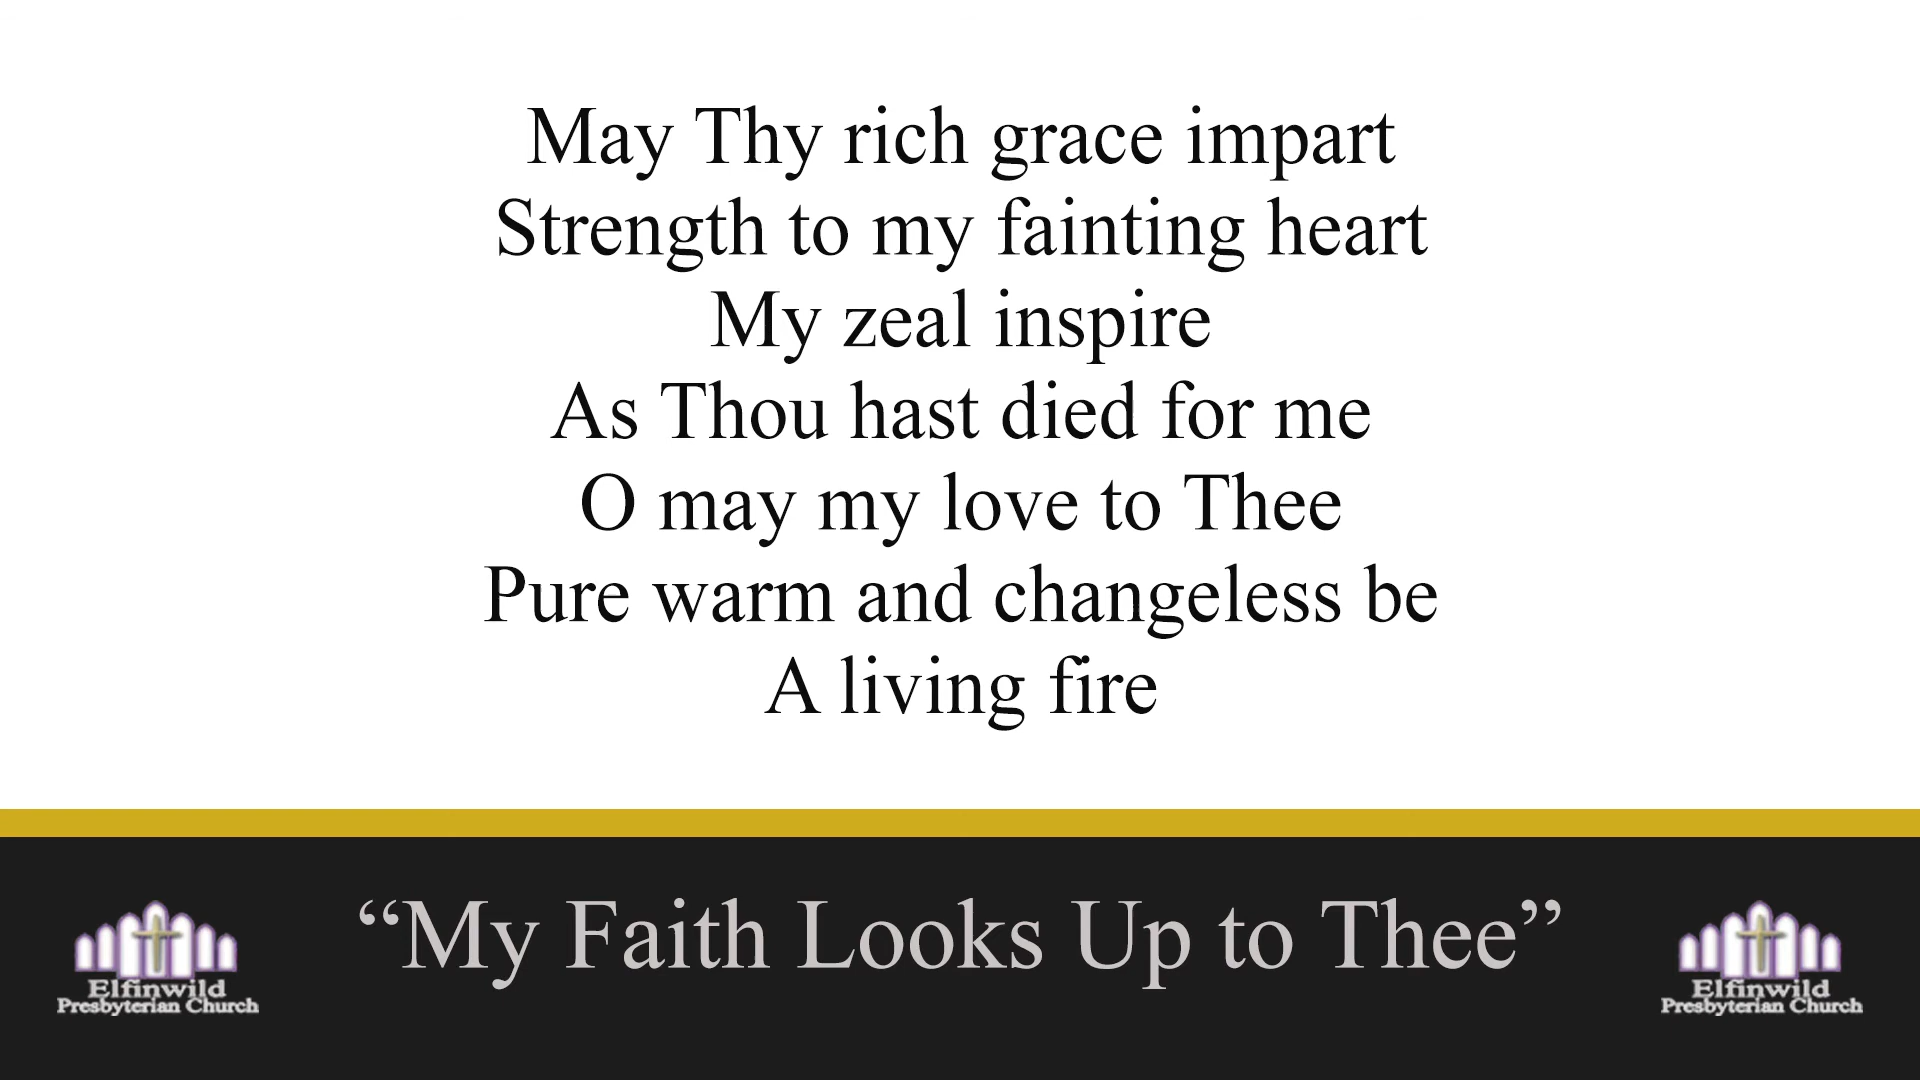 May Thy rich grace impart
Strength to my fainting heart
My zeal inspire
As Thou hast died for me
O may my love to Thee
Pure warm and changeless be
A living fire
“My Faith Looks Up to Thee”
Elfinwild
Presbyterian Church
Elfinwild
Presbyterian Church